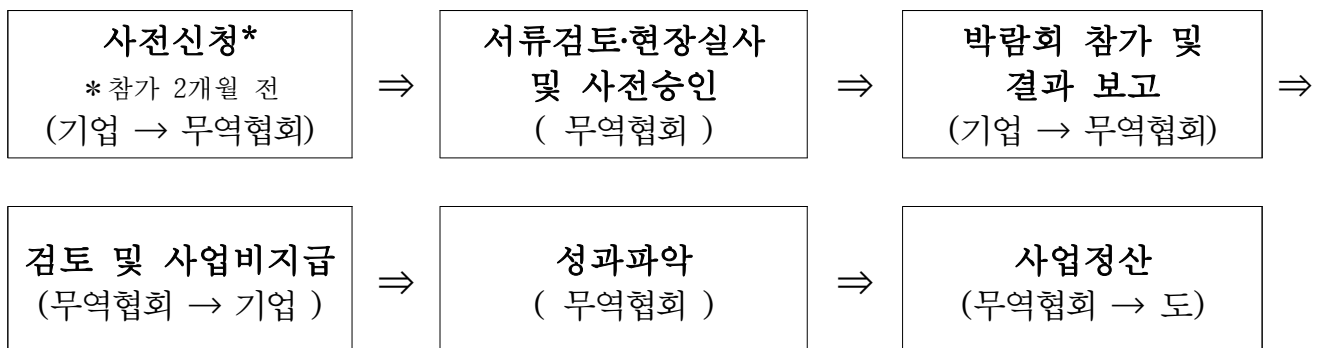 사전신청*
*참가 2개월 전
(기업 → 무역협회)
⇒
서류검토·현장실사
및 사전승인
( 무역협회 )
⇒
박람회 참가 및
결과 보고
(기업 → 무역협회)
⇒
검토 및 사업비지급
(무역협회 → 기업 )
⇒
성과파악
( 무역협회 )
⇒
사업정산
(무역협회 → 도)